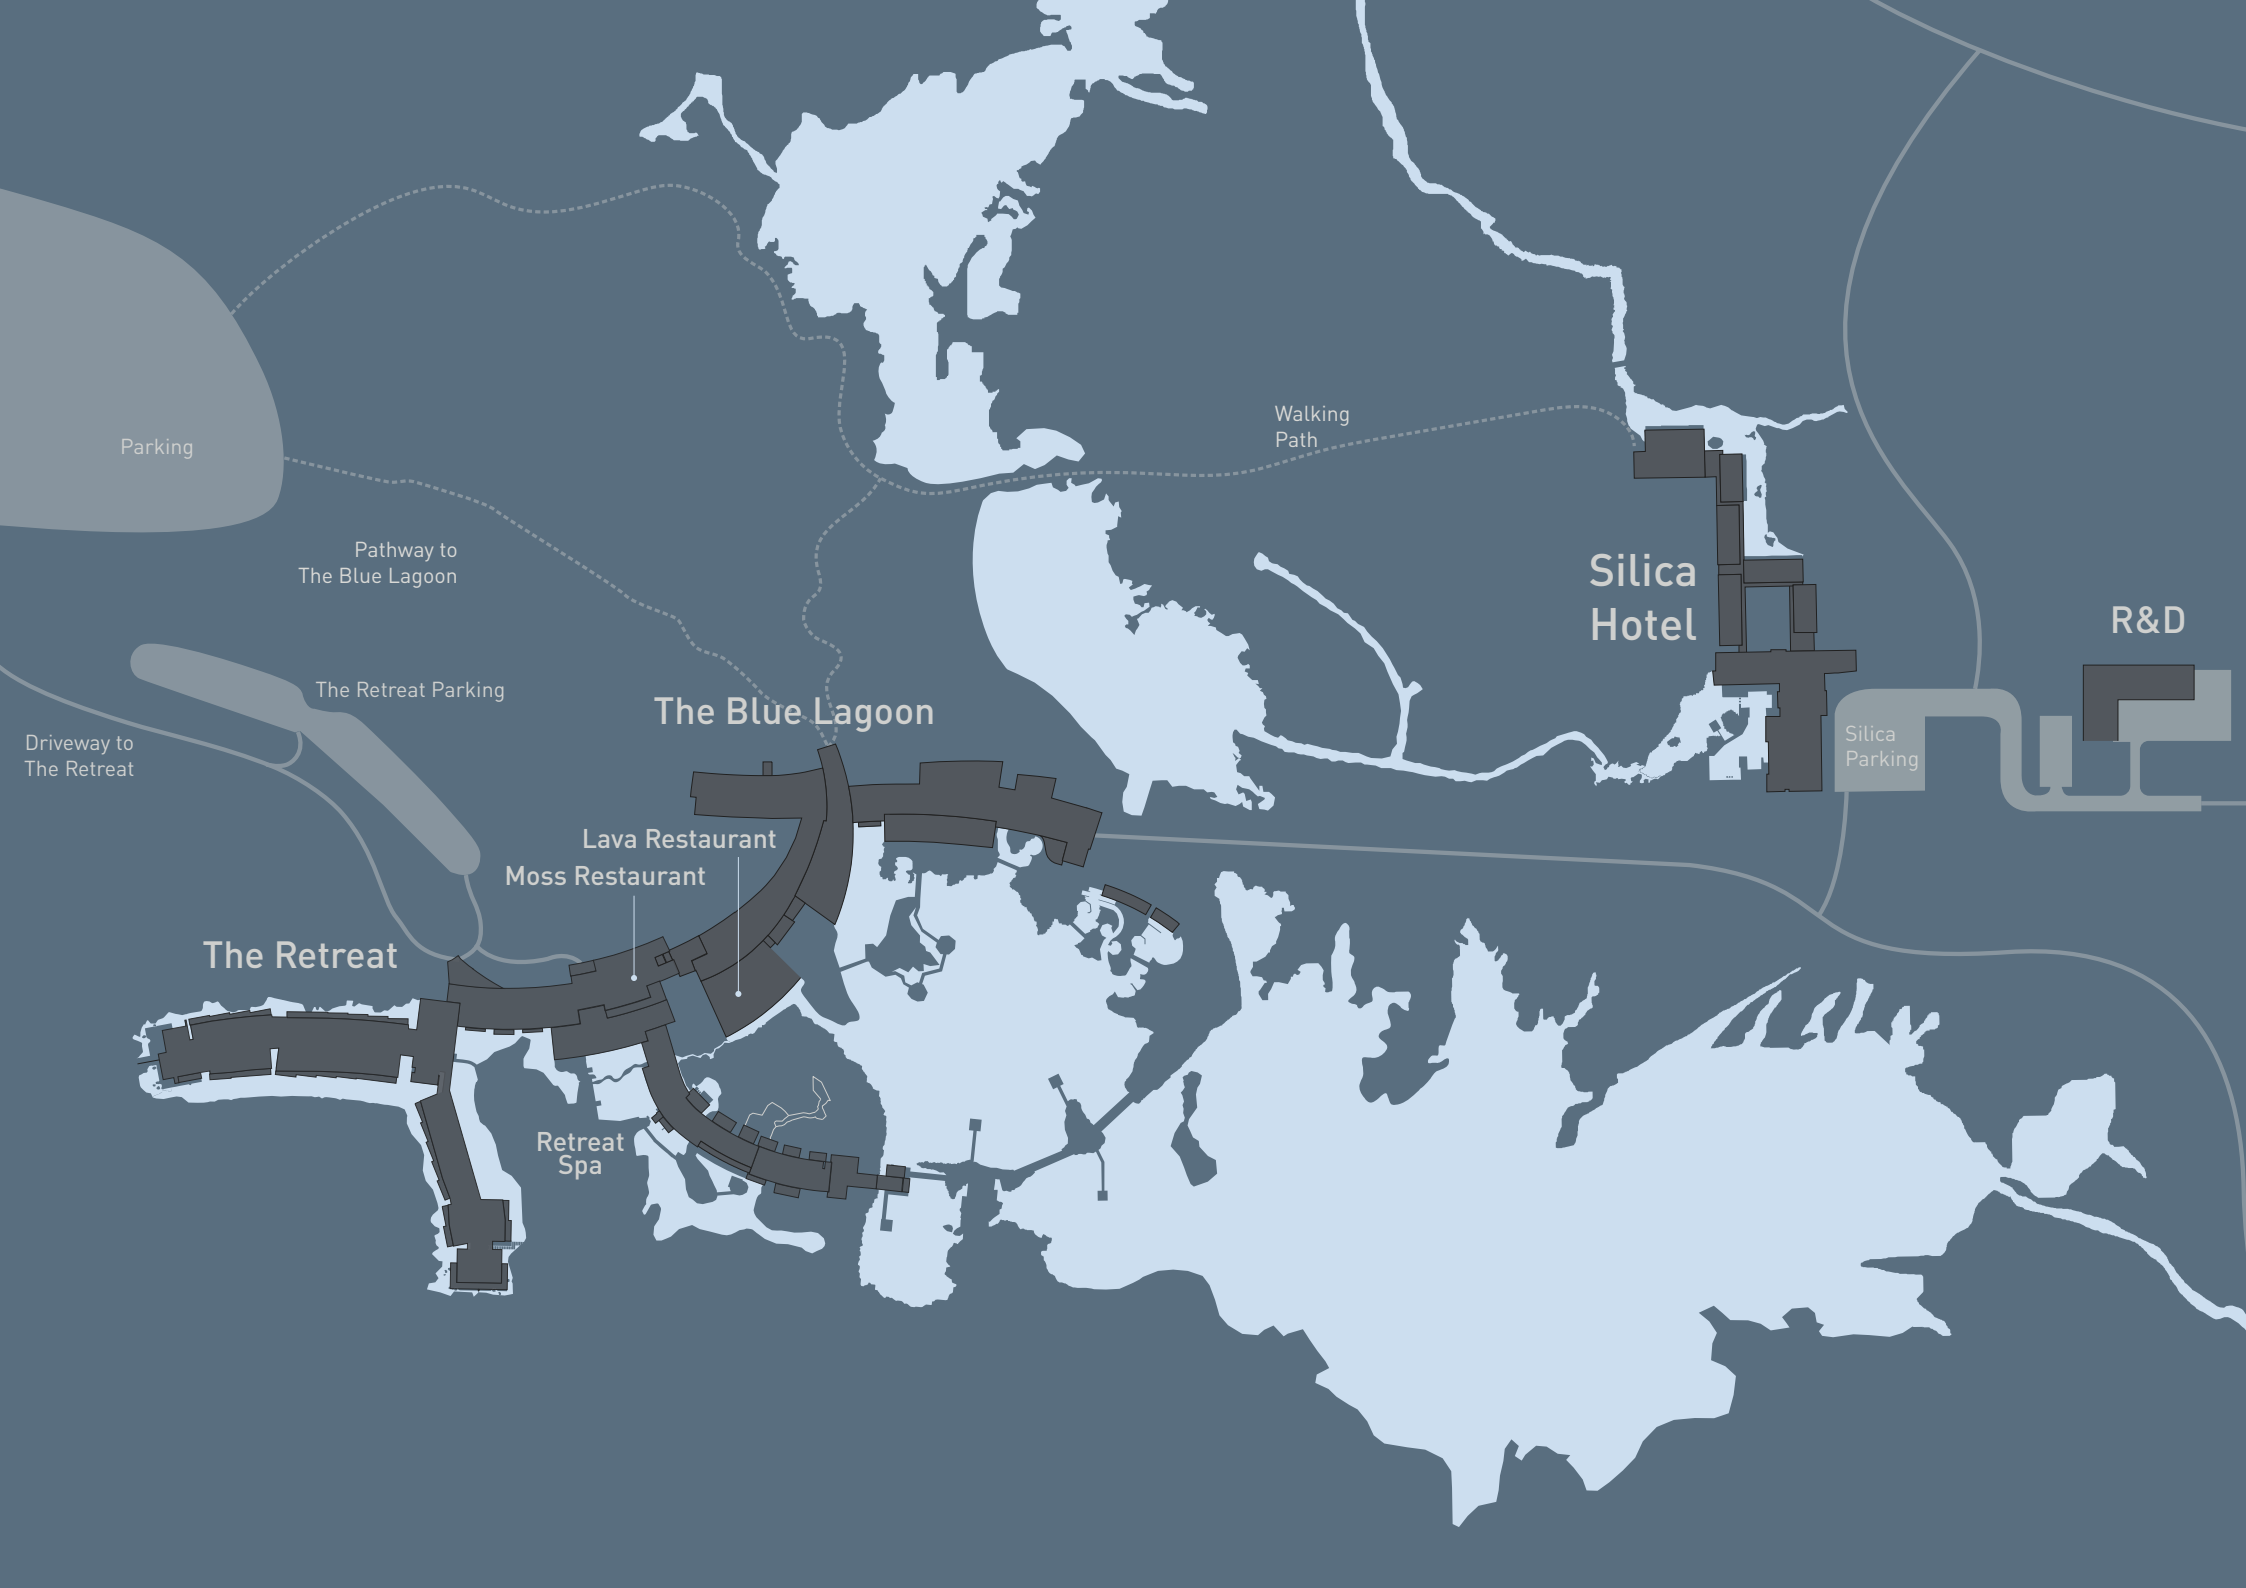 Walking
Path
Parking
Pathway to
The Blue Lagoon
Silica
Hotel
R&D
The Retreat Parking
The Blue Lagoon
Driveway to
The Retreat
Silica
Parking
Lava Restaurant
Moss Restaurant
The Retreat
Retreat
Spa